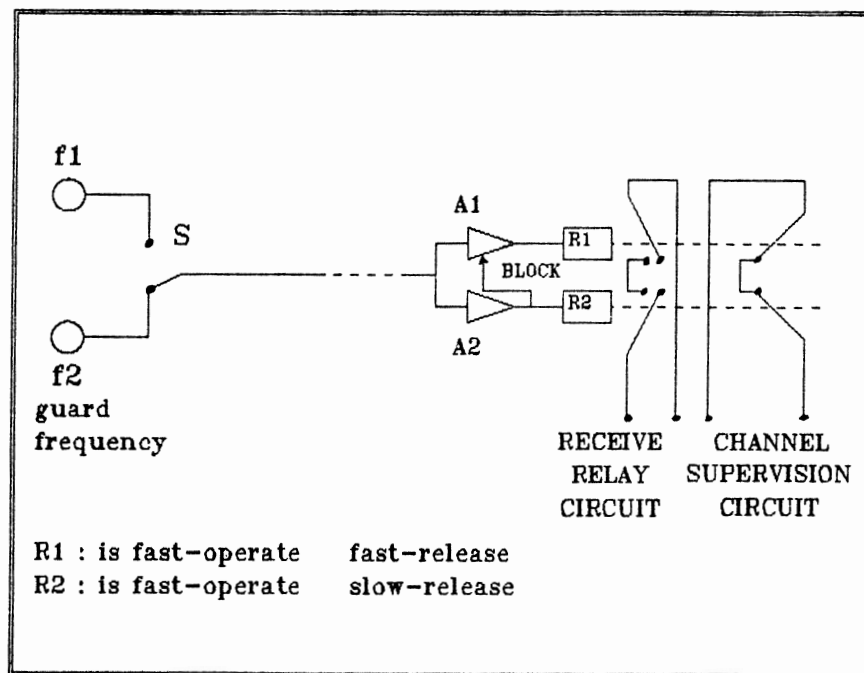 f1
S
A1
R1
BLOCK
R2
A2
f2
guard
frequency
RECEIVE
RELAY
CIRCUIT
CHANNEL
SUPERVISION
CIRCUIT
R1 : is fast-operate fast-release
R2 : is fast-operate slow-release